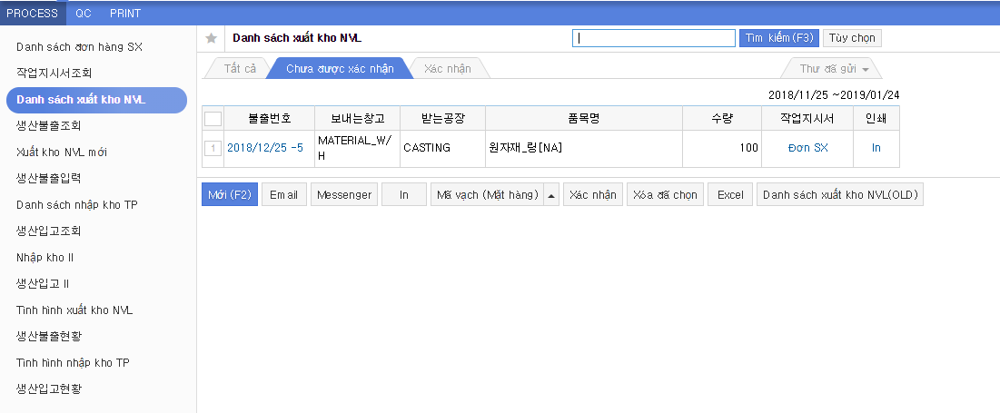 PROCESS QC PRINT
Danh sách đơn hàng SX
작업지시서조회
Danh sách xuất kho NVL
생산불출조회
Xuất kho NVL mới
생산불출입력
Danh sách nhập kho TP
생산입고조회
Nhập kho II
생산입고 II
Tình hình xuất kho NVL
생산불출현황
Tình hình nhập kho TP
생산입고현황
Danh sách xuất kho NVL Tìm kiếm(F3) Tùy chọn
Tất cả Chưa được xác nhận Xác nhận Thư đã gửi
2018/11/25 ~2019/01/24
불출번호 보내는창고 받는공장 품목명 수량 작업지시서 인쇄
1 2018/12/25 -5 MATERIAL_W/H CASTING 원자재_링[NA] 100 Đơn SX In
Mới(F2) Email Messenger In Mã vạch (Mặt hàng) Xác nhận Xóa đã chọn Excel Danh sách xuất kho NVL(OLD)